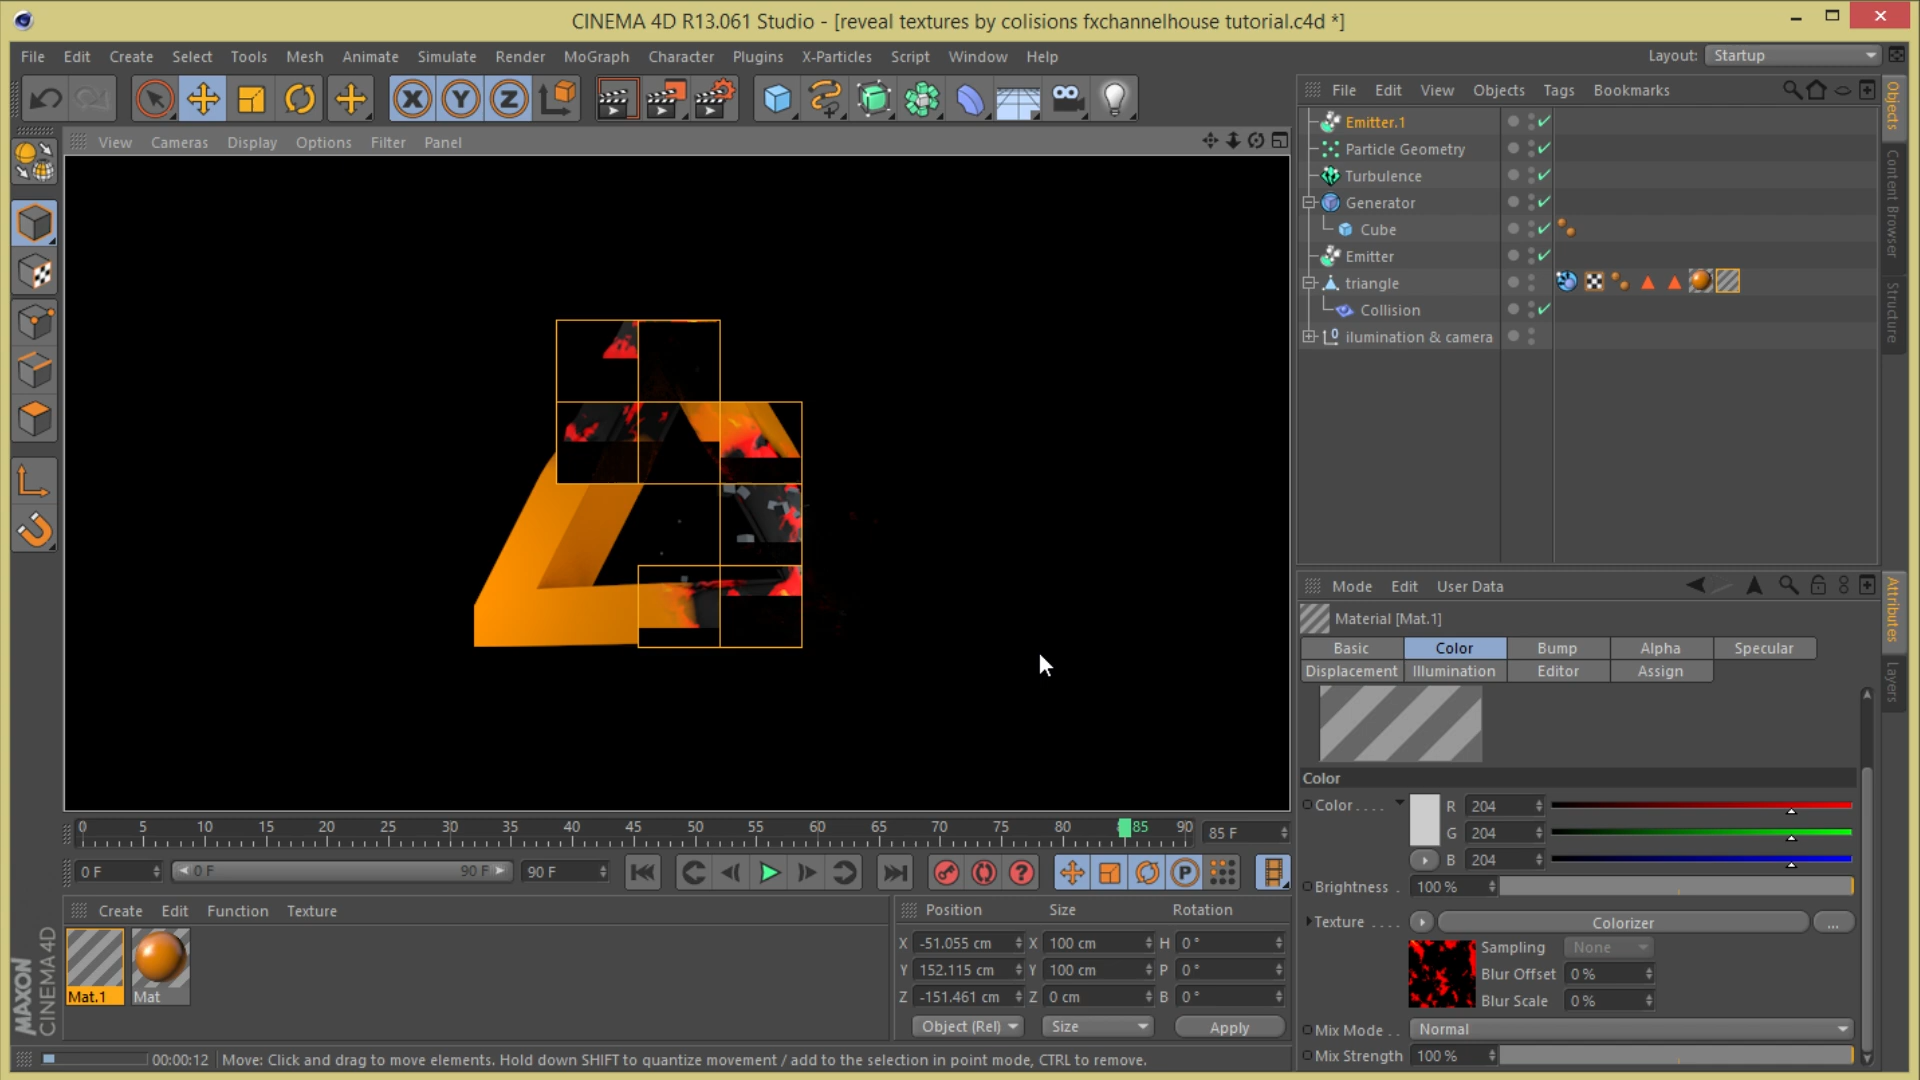 CINEMA 4D R13.061 Studio - [reveal textures by colisions fxchannelhouse tutorial.c4d *]
File Edit Create Select Tools Mesh Animate Simulate Render MoGraph Character Plugins X-Particles Script Window Help
Layout: Startup
X Y Z
View Cameras Display Options Filter Panel
File Edit View Objects Tags Bookmarks
Emitter.1
Particle Geometry
Turbulence
Generator
Cube
Emitter
triangle
Collision
ilumination & camera
Objects
Content Browser
Structure
Mode Edit User Data
Material [Mat.1]
Basic Color Bump Alpha Specular
Displacement Illumination Editor Assign
Attributes
Layers
Color
Color . . . . R 204
G 204
B 204
Brightness . 100 %
Texture . . . . Colorizer ...
Sampling None
Blur Offset 0 %
Blur Scale 0 %
Mix Mode . . Normal
Mix Strength 100 %
0 5 10 15 20 25 30 35 40 45 50 55 60 65 70 75 80 85 90 85 F
0 F 0 F 90 F 90 F
P
Create Edit Function Texture
Mat.1 Mat
Position Size Rotation
X -51.055 cm X 100 cm H 0 °
Y 152.115 cm Y 100 cm P 0 °
Z -151.461 cm Z 0 cm B 0 °
Object (Rel) Size Apply
MAXON
CINEMA 4D
00:00:12 Move: Click and drag to move elements. Hold down SHIFT to quantize movement / add to the selection in point mode, CTRL to remove.